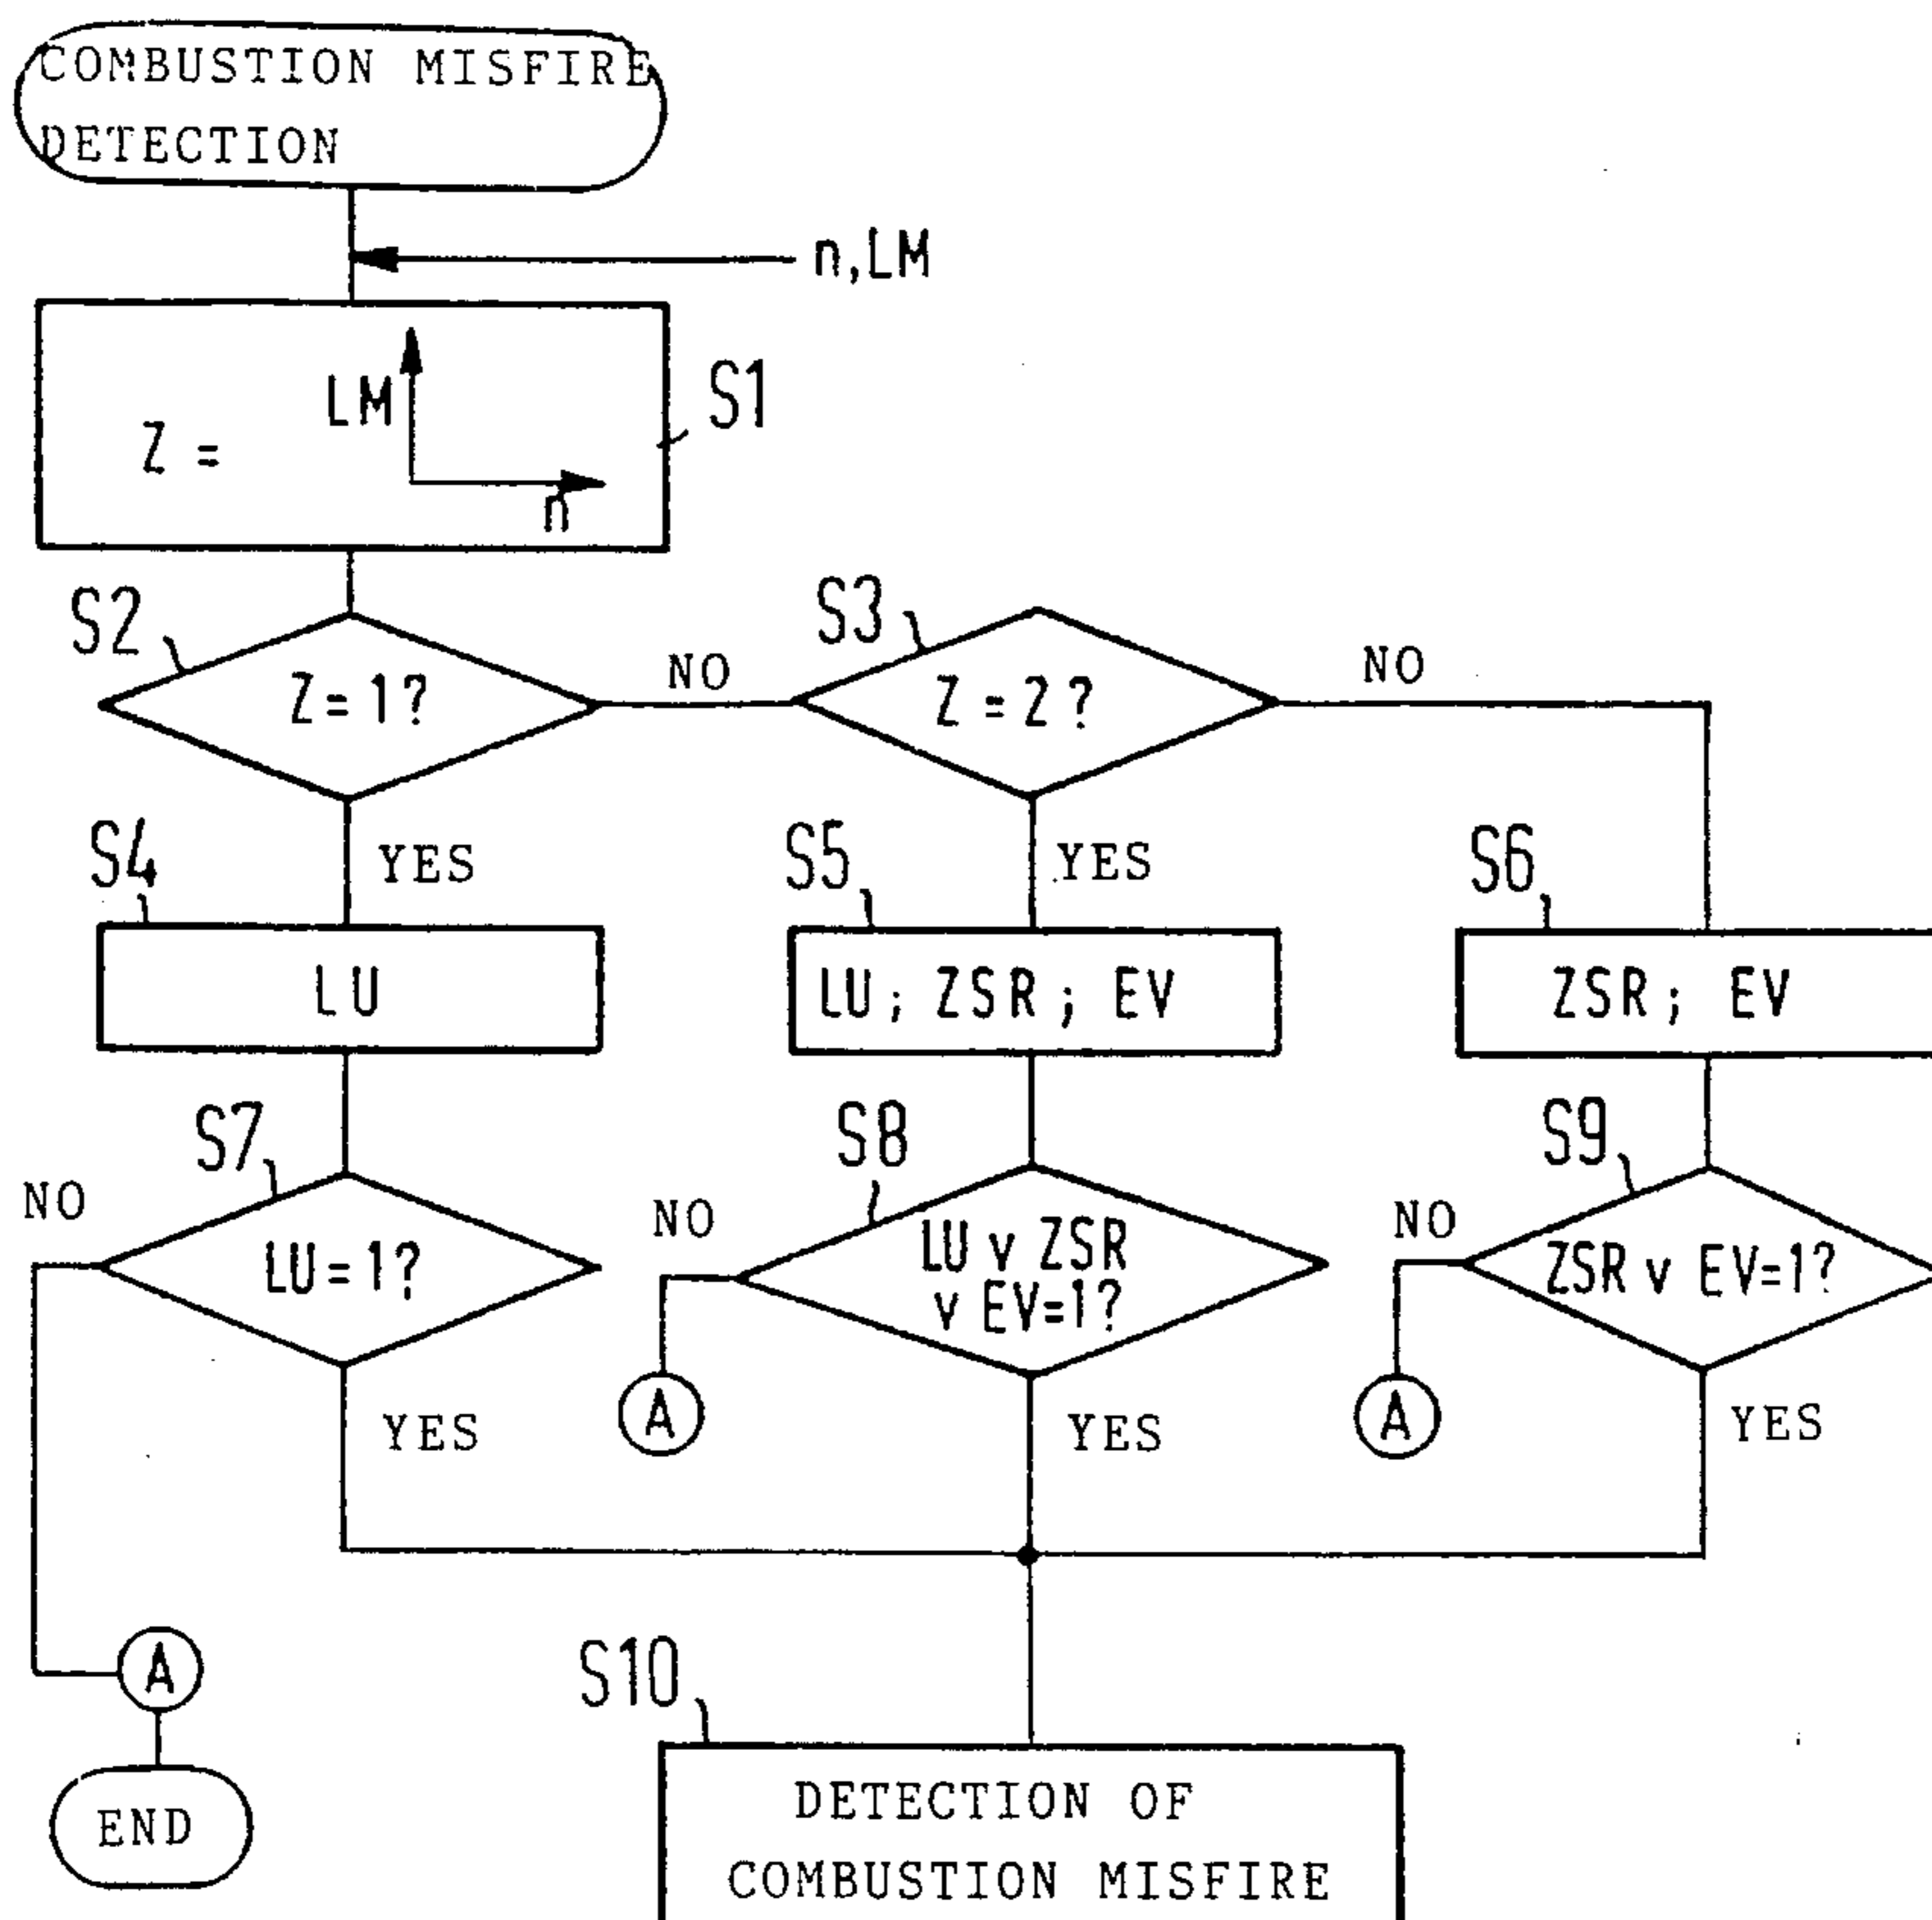 COMBUSTION MISFIRE
DETECTION
n,LM
LM
S1
Z =
n
S2
S3
Z=1?
NO
Z = 2?
NO
S4
YES
S5
YES
S6
LU
LU; ZSR; EV
ZSR; EV
S7
S8
S9
NO
NO
NO
LU=1?
LU v ZSR
v EV=1?
ZSR v EV=1?
A
A
YES
YES
YES
A
S10
END
DETECTION OF
COMBUSTION MISFIRE